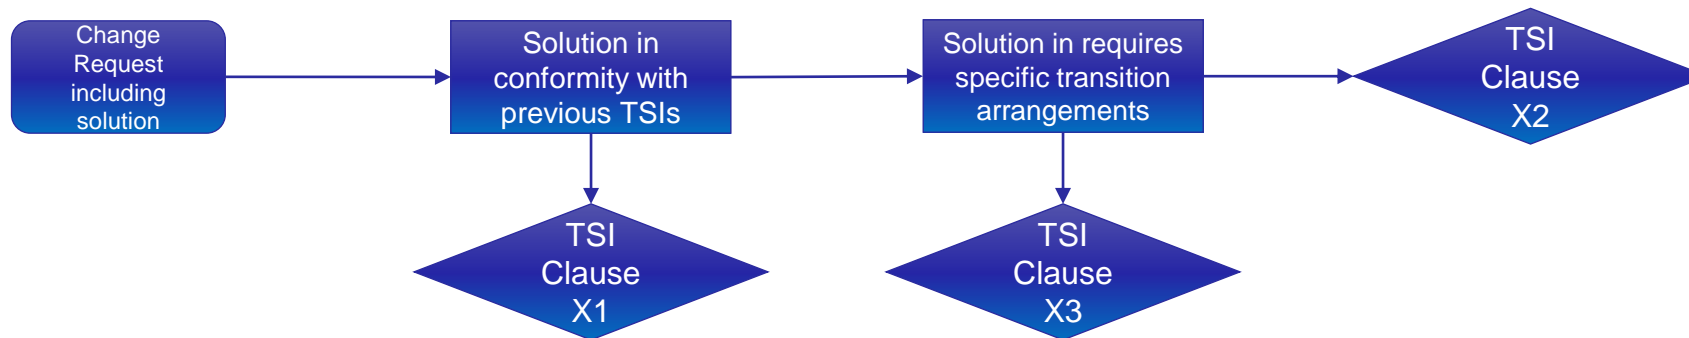 Change
Request
including
solution
Solution in
conformity with
previous TSIs
Solution in requires
specific transition
arrangements
TSI
Clause
X2
TSI
Clause
X1
TSI
Clause
X3